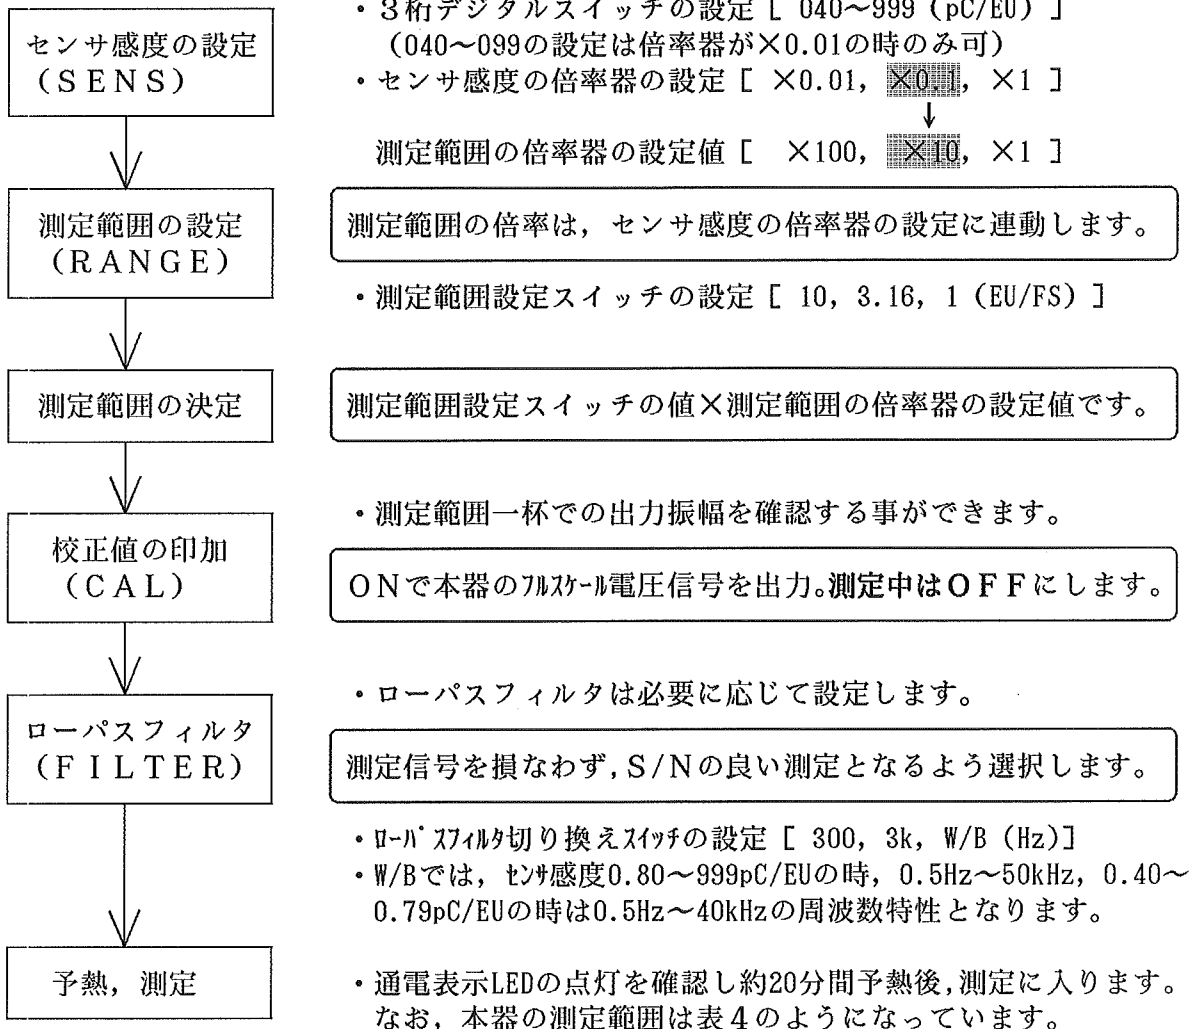 ・3桁デジタルスイッチの設定［ 040～999（pC/EU）］
センサ感度の設定
（SENS）
（040～099の設定は倍率器が×0.01の時のみ可）
・センサ感度の倍率器の設定［ ×0.01, ×0.1, ×1 ］
↓
測定範囲の倍率器の設定値［ ×100, ×10, ×1 ］
測定範囲の設定
（RANGE）
測定範囲の倍率は，センサ感度の倍率器の設定に連動します。
・測定範囲設定スイッチの設定［ 10, 3.16, 1（EU/FS）］
測定範囲の決定
測定範囲設定スイッチの値×測定範囲の倍率器の設定値です。
・測定範囲一杯での出力振幅を確認する事ができます。
校正値の印加
（CAL）
ONで本器のﾌﾙｽｹｰﾙ電圧信号を出力。測定中はOFFにします。
・ローパスフィルタは必要に応じて設定します。
ローパスフィルタ
（FILTER）
測定信号を損なわず，S/Nの良い測定となるよう選択します。
・ﾛｰﾊﾟｽﾌｨﾙﾀ切り換えｽｲｯﾁの設定［ 300, 3k, W/B (Hz)］
・W/Bでは，ｾﾝｻ感度0.80～999pC/EUの時，0.5Hz～50kHz，0.40～
0.79pC/EUの時は0.5Hz～40kHzの周波数特性となります。
予熱，測定
・通電表示LEDの点灯を確認し約20分間予熱後，測定に入ります。
なお，本器の測定範囲は表4のようになっています。